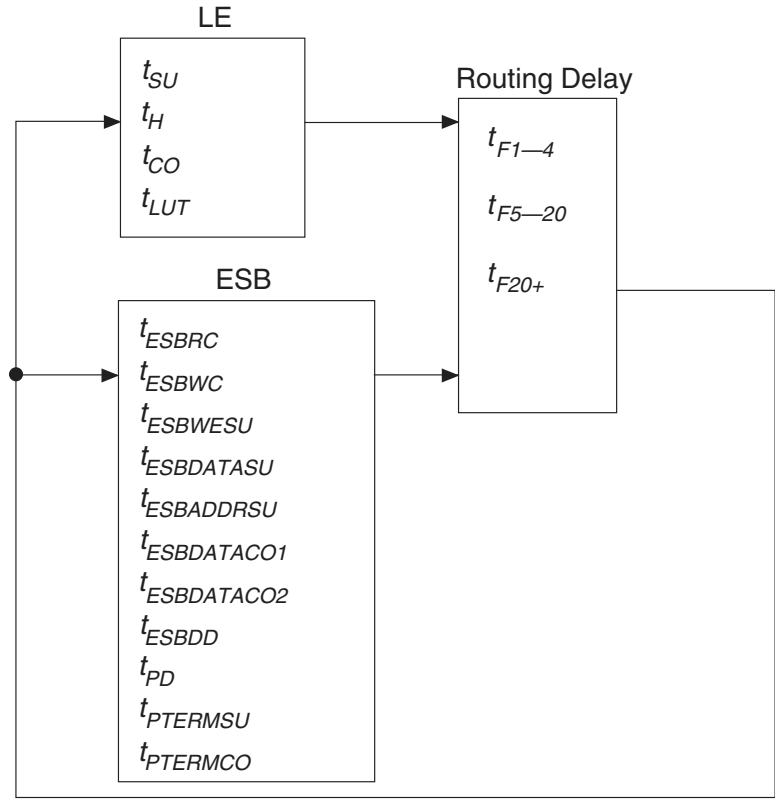 LE
tSU
tH
tCO
tLUT
Routing Delay
tF1—4
tF5—20
tF20+
ESB
tESBRC
tESBWC
tESBWESU
tESBDATASU
tESBADDRSU
tESBDATACO1
tESBDATACO2
tESBDD
tPD
tPTERMSU
tPTERMCO